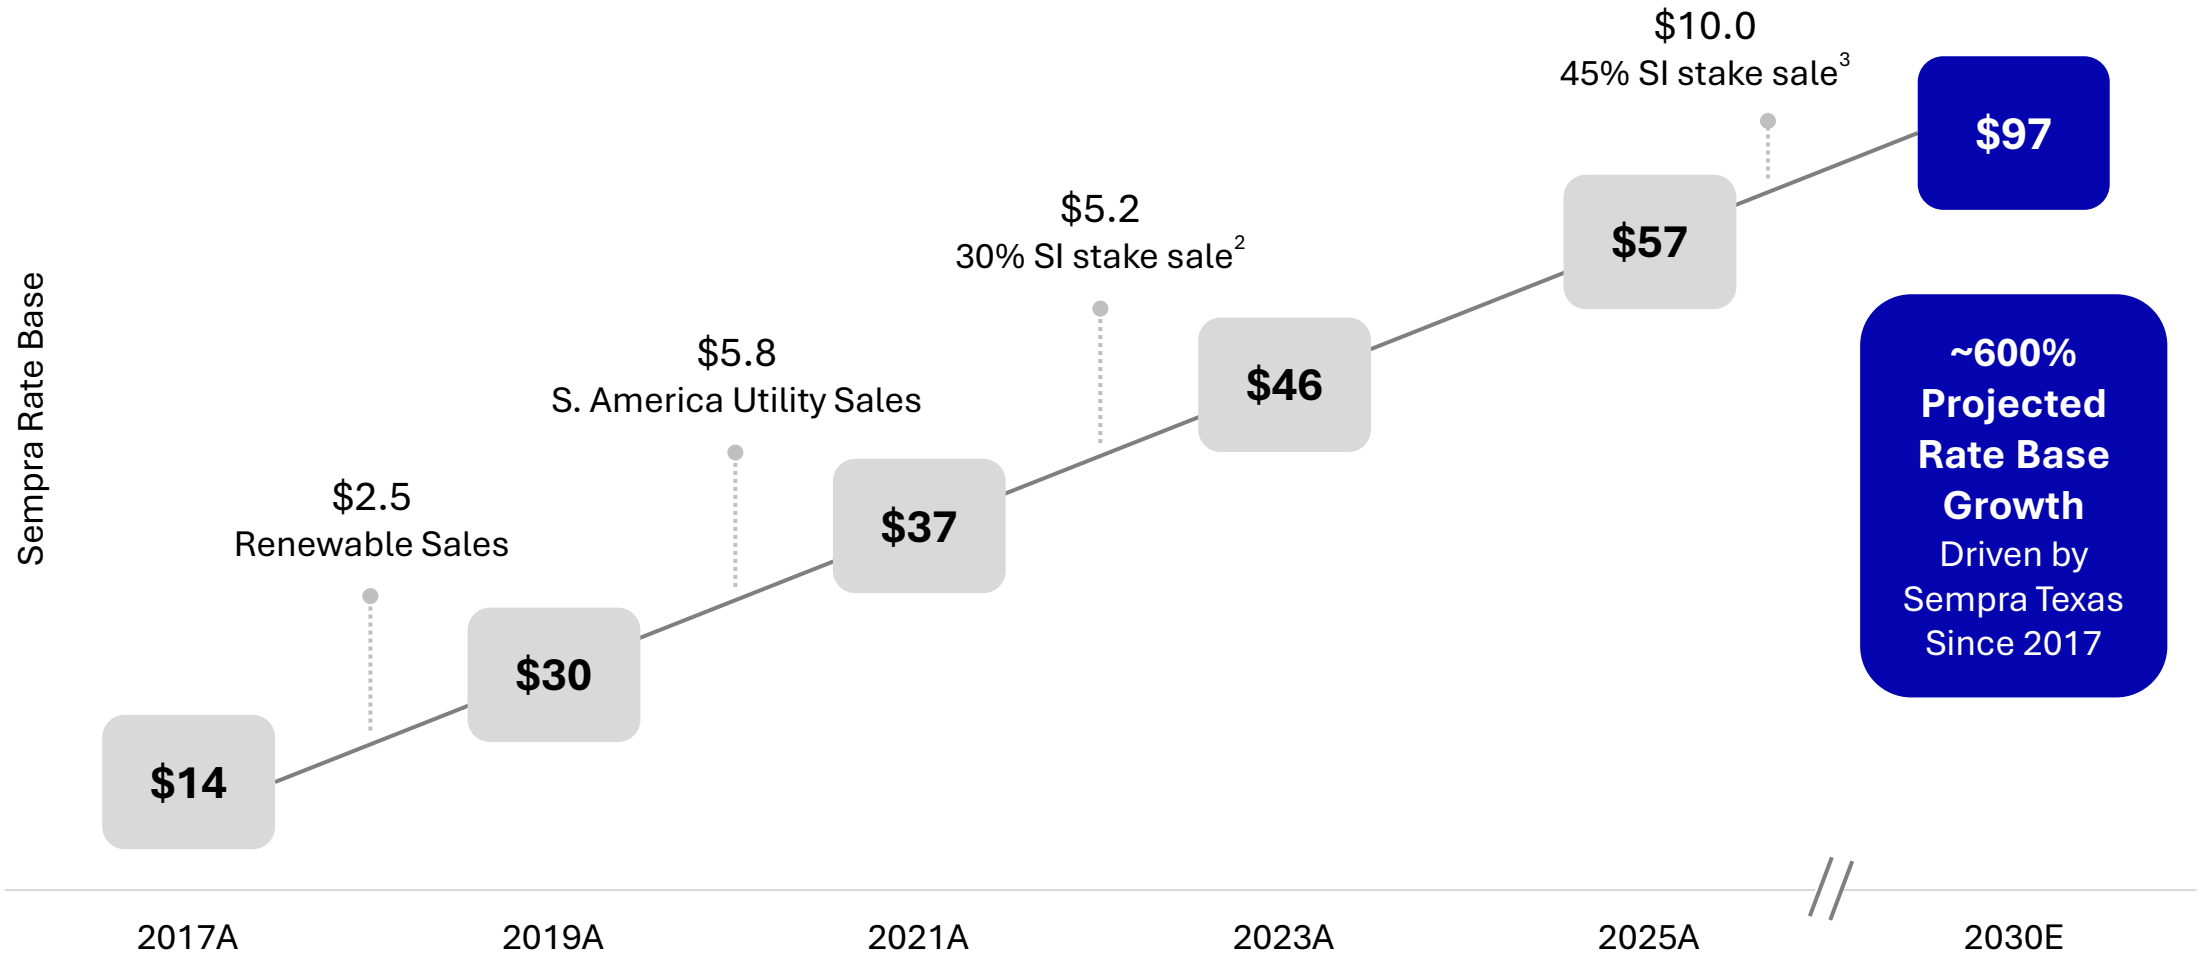 Sempra Rate Base
$14
$2.5
Renewable Sales
$30
$5.8
S. America Utility Sales
$37
$5.2
30% SI stake sale²
$46
$57
$10.0
45% SI stake sale³
$97
~600%
Projected
Rate Base
Growth
Driven by
Sempra Texas
Since 2017
2017A
2019A
2021A
2023A
2025A
2030E